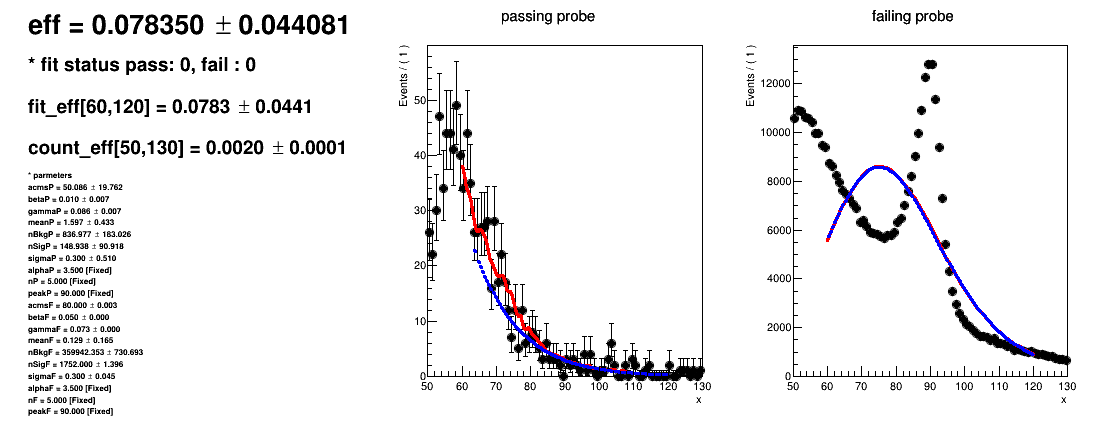 eff = 0.078350 ± 0.044081
* fit status pass: 0, fail : 0
fit_eff[60,120] = 0.0783 ± 0.0441
count_eff[50,130] = 0.0020 ± 0.0001
* parmeters
acmsP = 50.086 ± 19.762
betaP = 0.010 ± 0.007
gammaP = 0.086 ± 0.007
meanP = 1.597 ± 0.433
nBkgP = 836.977 ± 183.026
nSigP = 148.938 ± 90.918
sigmaP = 0.300 ± 0.510
alphaP = 3.500 [Fixed]
nP = 5.000 [Fixed]
peakP = 90.000 [Fixed]
acmsF = 80.000 ± 0.003
betaF = 0.050 ± 0.000
gammaF = 0.073 ± 0.000
meanF = 0.129 ± 0.165
nBkgF = 359942.353 ± 730.693
nSigF = 1752.000 ± 1.396
sigmaF = 0.300 ± 0.045
alphaF = 3.500 [Fixed]
nF = 5.000 [Fixed]
peakF = 90.000 [Fixed]
passing probe
Events / ( 1 )
50
40
30
20
10
0
50 60 70 80 90 100 110 120 130
x
failing probe
Events / ( 1 )
12000
10000
8000
6000
4000
2000
0
50 60 70 80 90 100 110 120 130
x